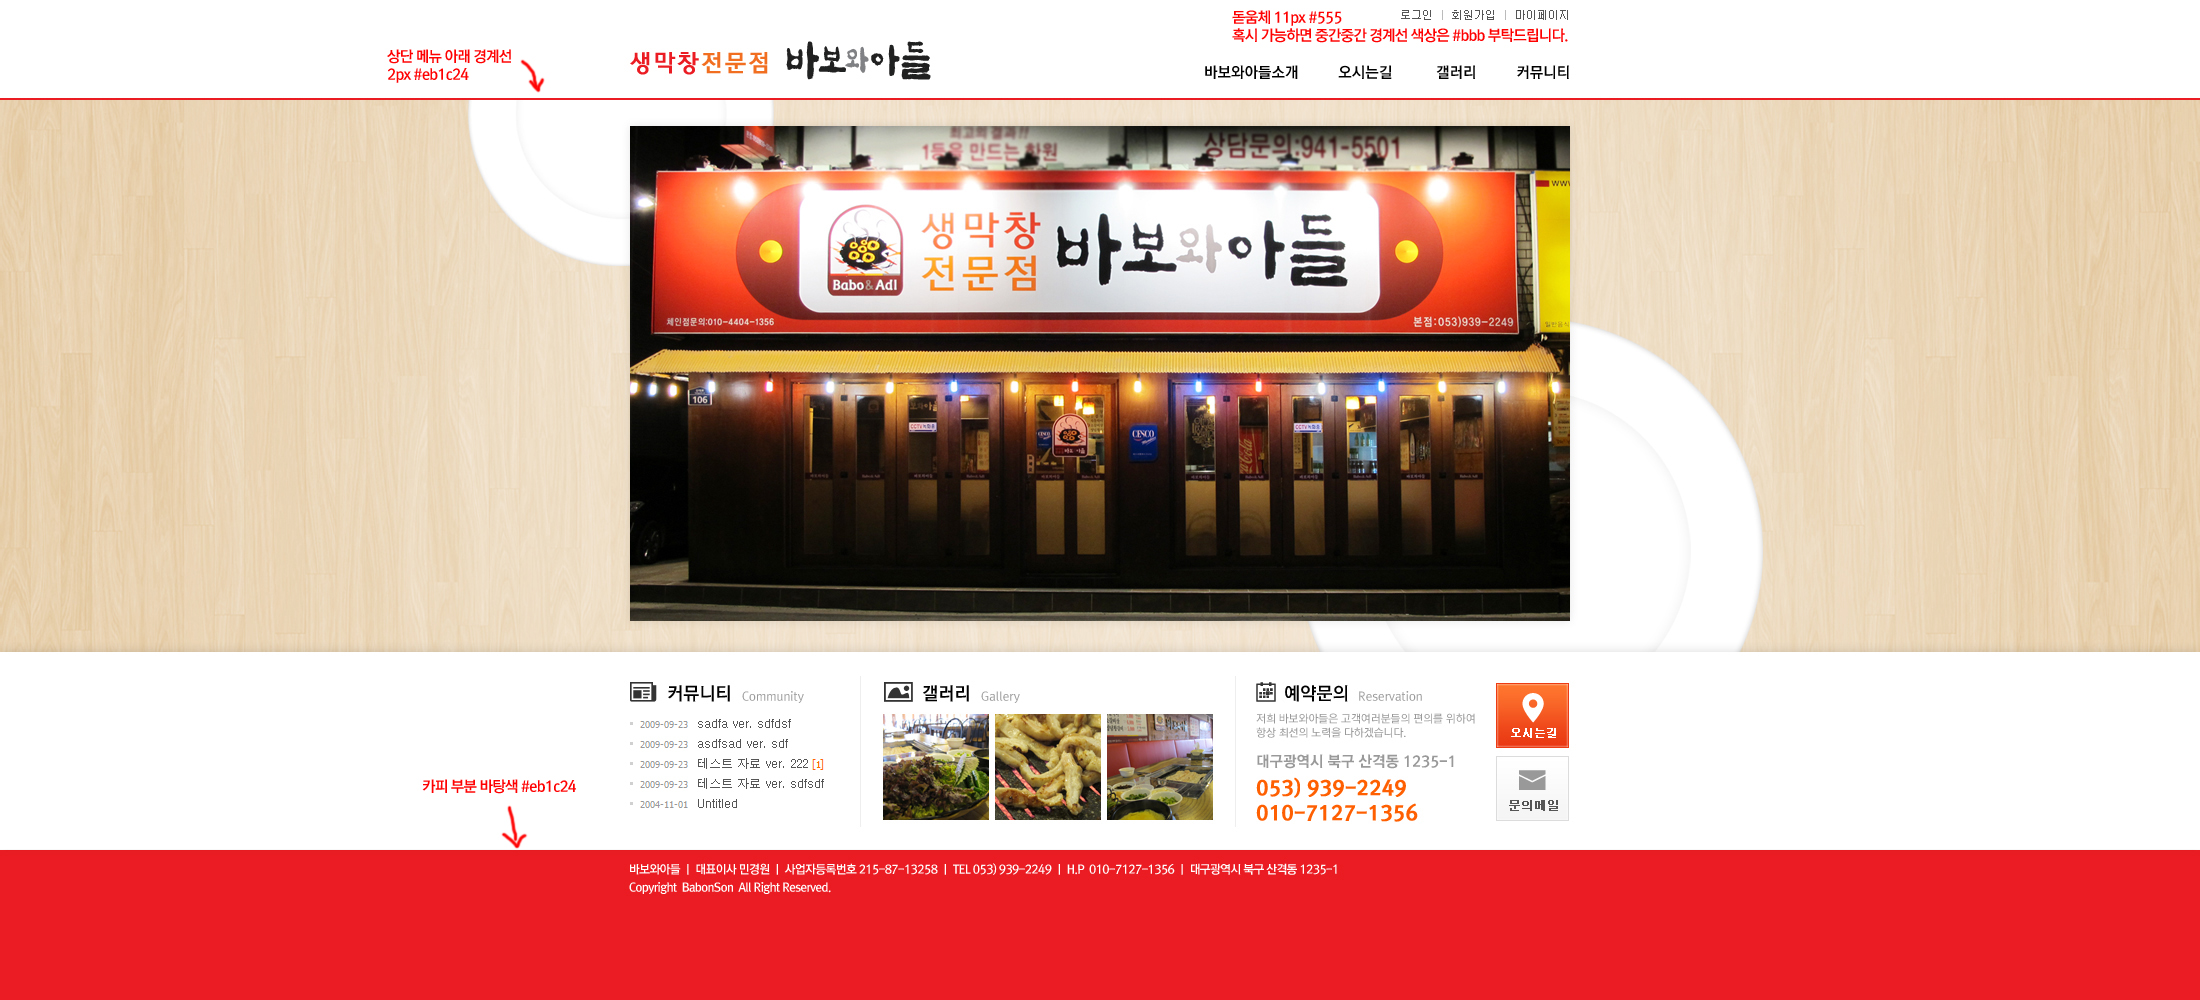 돋움체 11px #555
로그인 | 회원가입 | 마이페이지
혹시 가능하면 중간중간 경계선 색상은 #bbb 부탁드립니다.
상단 메뉴 아래 경계선
2px #eb1c24
생막창전문점 바보와아들
바보와아들소개 오시는길 갤러리 커뮤니티
최고의 결과!!
1등을 만드는 학원
상담문의:941-5501
www
생막창
전문점
바보와아들
Babo&Adl
체인점문의:010-4404-1356
본점:053)939-2249
106
CESCO
커뮤니티 Community
2009-09-23 sadfa ver. sdfdsf
2009-09-23 asdfsad ver. sdf
2009-09-23 테스트 자료 ver. 222 [1]
2009-09-23 테스트 자료 ver. sdfsdf
2004-11-01 Untitled
갤러리 Gallery
예약문의 Reservation
저희 바보와아들은 고객여러분들의 편의를 위하여
항상 최선의 노력을 다하겠습니다.
대구광역시 북구 산격동 1235-1
053) 939-2249
010-7127-1356
오시는길
문의메일
카피 부분 바탕색 #eb1c24
바보와아들 | 대표이사 민경원 | 사업자등록번호 215-87-13258 | TEL 053) 939-2249 | H.P 010-7127-1356 | 대구광역시 북구 산격동 1235-1
Copyright BabonSon All Right Reserved.